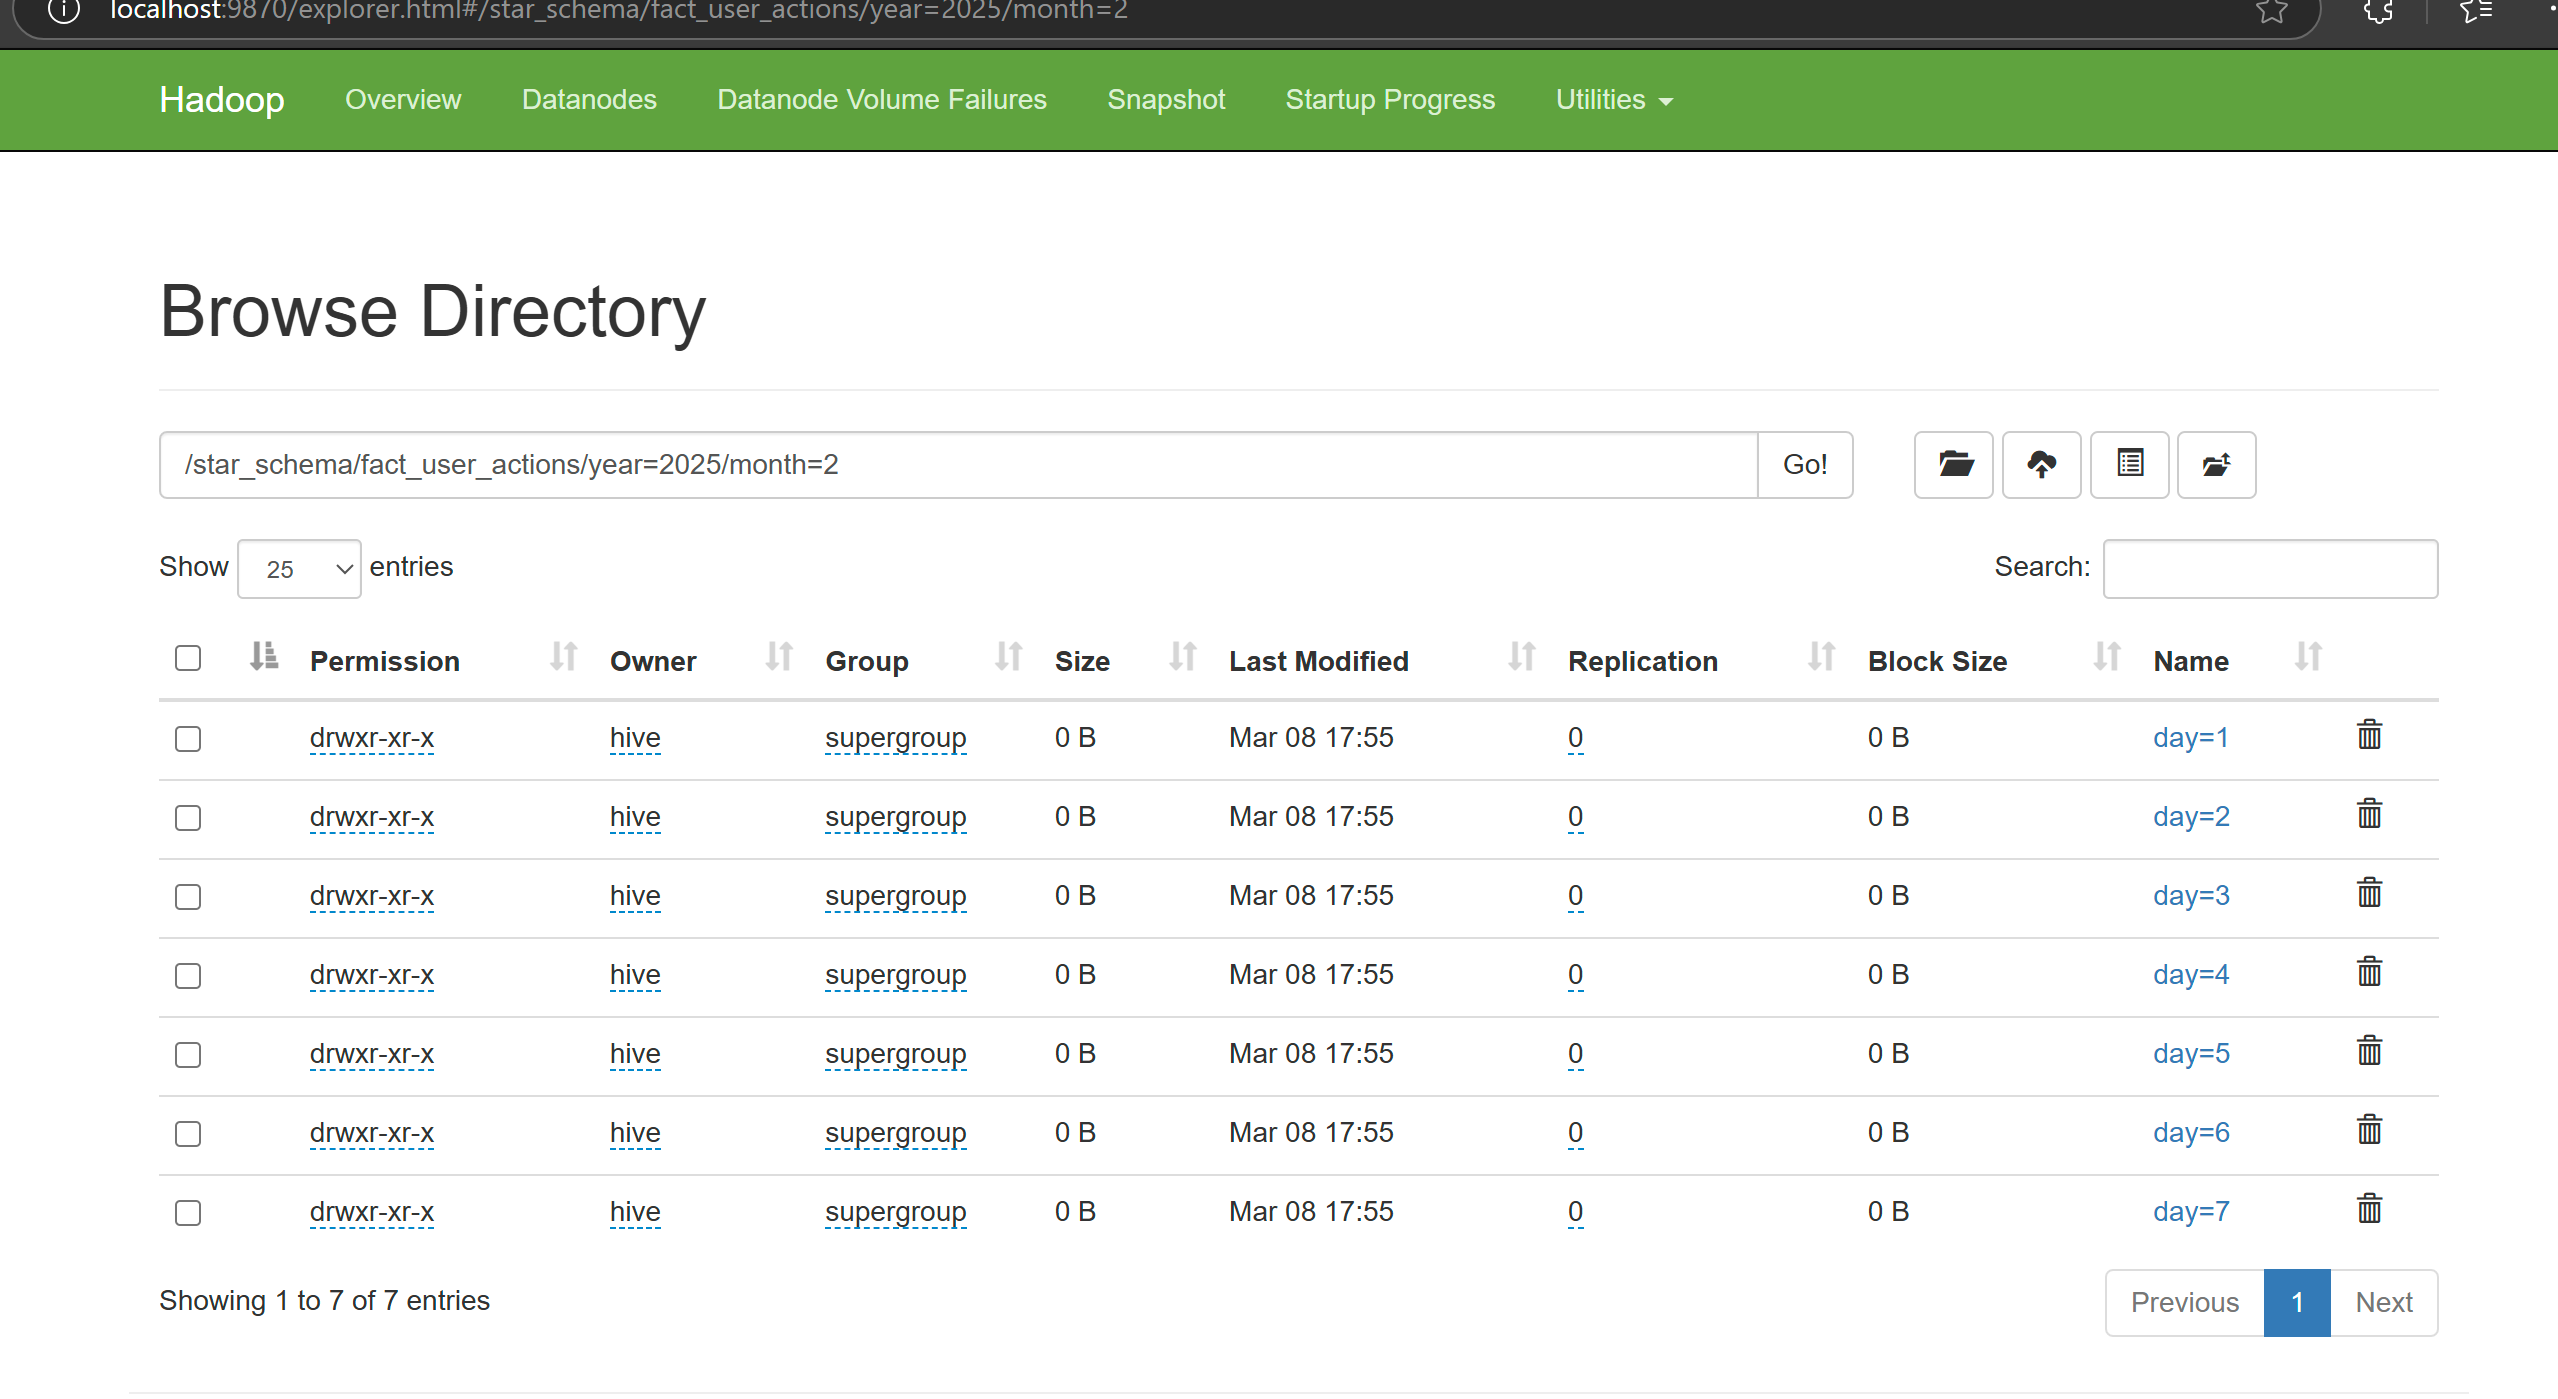 localhost:9870/explorer.html#/star_schema/fact_user_actions/year=2025/month=2
Hadoop Overview Datanodes Datanode Volume Failures Snapshot Startup Progress Utilities
Browse Directory
/star_schema/fact_user_actions/year=2025/month=2 Go!
Show 25 entries Search:
Permission Owner Group Size Last Modified Replication Block Size Name
drwxr-xr-x hive supergroup 0 B Mar 08 17:55 0 0 B day=1
drwxr-xr-x hive supergroup 0 B Mar 08 17:55 0 0 B day=2
drwxr-xr-x hive supergroup 0 B Mar 08 17:55 0 0 B day=3
drwxr-xr-x hive supergroup 0 B Mar 08 17:55 0 0 B day=4
drwxr-xr-x hive supergroup 0 B Mar 08 17:55 0 0 B day=5
drwxr-xr-x hive supergroup 0 B Mar 08 17:55 0 0 B day=6
drwxr-xr-x hive supergroup 0 B Mar 08 17:55 0 0 B day=7
Showing 1 to 7 of 7 entries Previous 1 Next